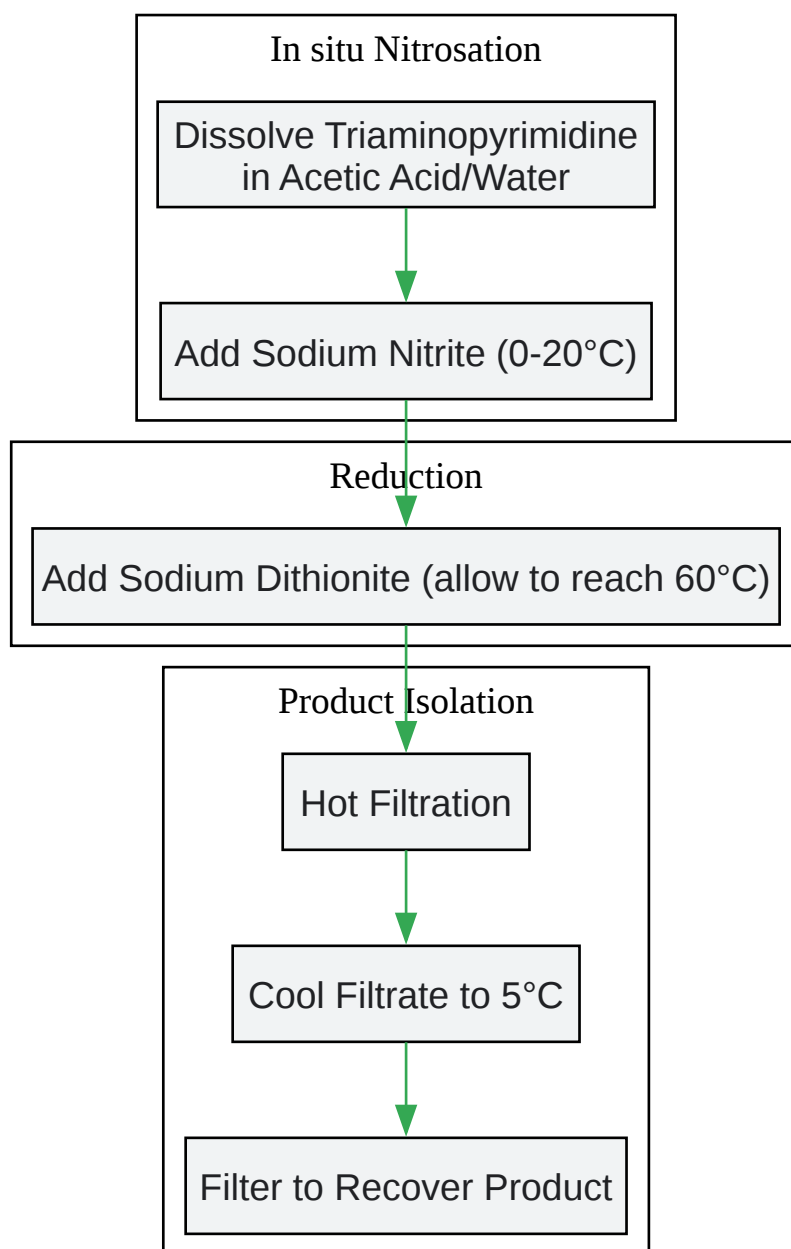 In situ Nitrosation
Dissolve Triaminopyrimidine
in Acetic Acid/Water
Add Sodium Nitrite (0-20°C)
Reduction
Add Sodium Dithionite (allow to reach 60°C)
Product Isolation
Hot Filtration
Cool Filtrate to 5°C
Filter to Recover Product